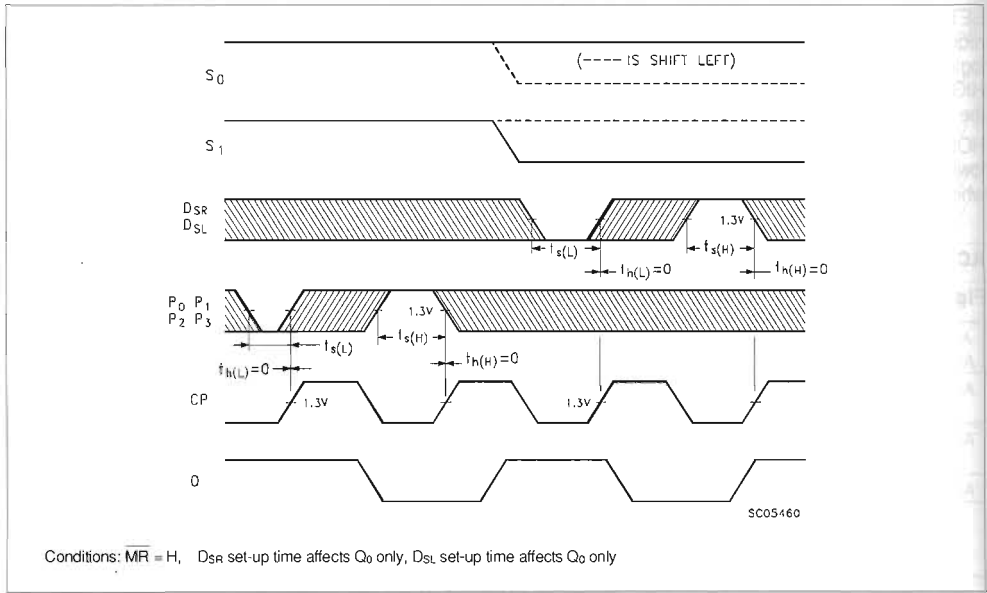 S0
(---- IS SHIFT LEFT)
S1
DSR
DSL
1.3V
ts(L)
ts(H)
th(L)=0
th(H)=0
P0 P1
P2 P3
1.3V
ts(L)
ts(H)
th(L)=0
th(H)=0
CP
1.3V
1.3V
O
SC05460
Conditions: MR = H, DSR set-up time affects Q0 only, DSL set-up time affects Q0 only